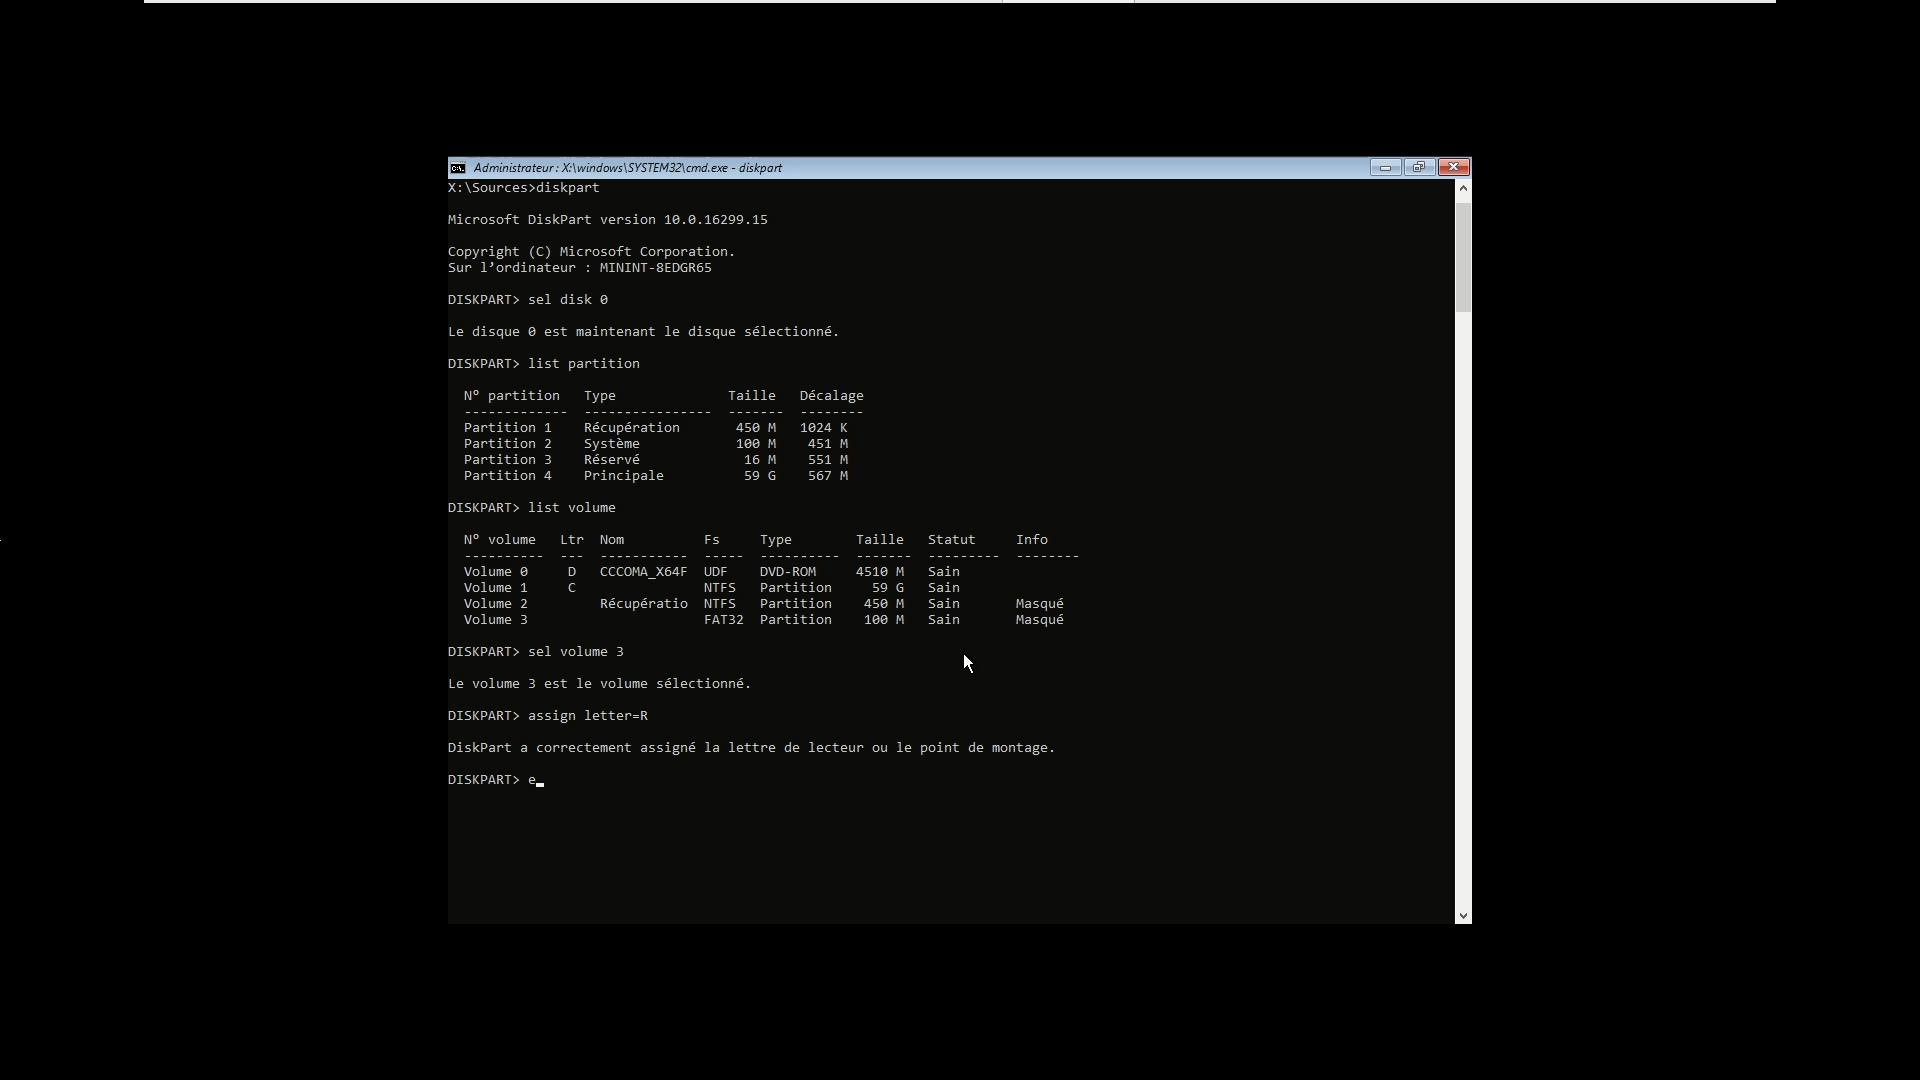 Administrateur : X:\windows\SYSTEM32\cmd.exe - diskpart
X:\Sources>diskpart
Microsoft DiskPart version 10.0.16299.15
Copyright (C) Microsoft Corporation.
Sur l’ordinateur : MININT-8EDGR65
DISKPART> sel disk 0
Le disque 0 est maintenant le disque sélectionné.
DISKPART> list partition
N° partition   Type              Taille   Décalage
-------------  ----------------  -------  --------
Partition 1    Récupération       450 M   1024 K
Partition 2    Système            100 M    451 M
Partition 3    Réservé             16 M    551 M
Partition 4    Principale          59 G    567 M
DISKPART> list volume
N° volume   Ltr  Nom          Fs     Type        Taille   Statut     Info
----------  ---  -----------  -----  ----------  -------  ---------  --------
Volume 0     D   CCCOMA_X64F  UDF    DVD-ROM     4510 M   Sain
Volume 1     C                NTFS   Partition     59 G   Sain
Volume 2         Récupératio  NTFS   Partition    450 M   Sain       Masqué
Volume 3                      FAT32  Partition    100 M   Sain       Masqué
DISKPART> sel volume 3
Le volume 3 est le volume sélectionné.
DISKPART> assign letter=R
DiskPart a correctement assigné la lettre de lecteur ou le point de montage.
DISKPART> e